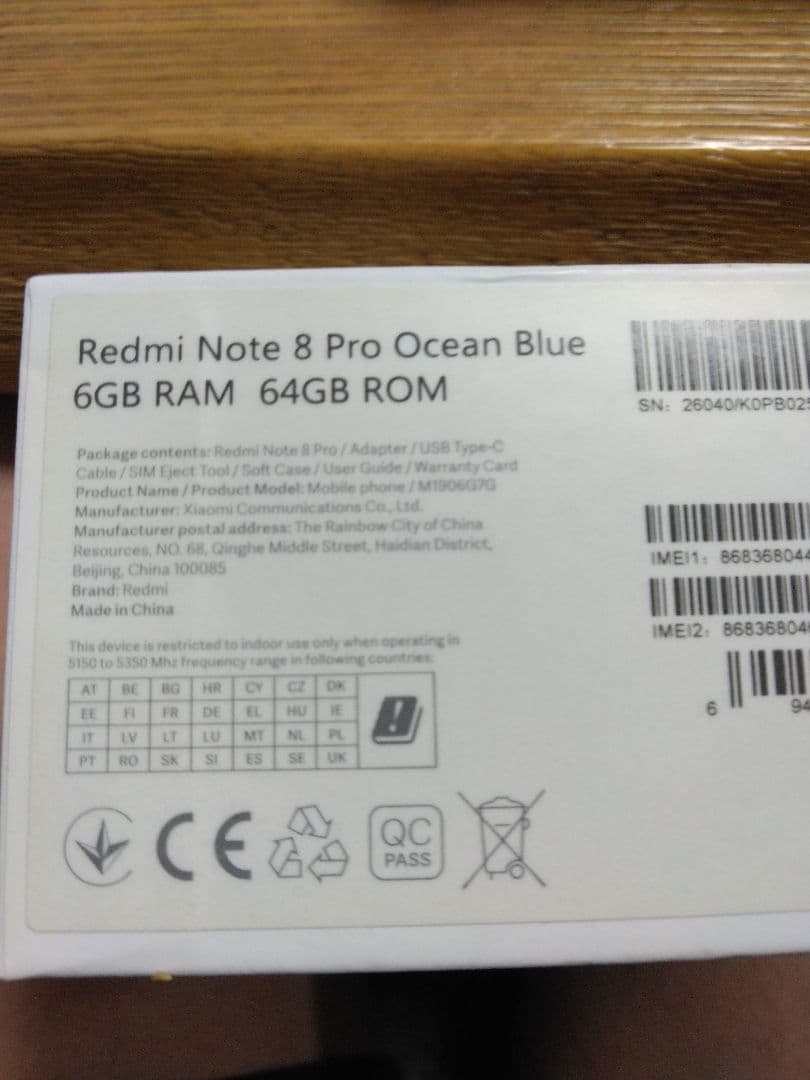 Redmi Note 8 Pro Ocean Blue
6GB RAM 64GB ROM
Package contents: Redmi Note 8 Pro / Adapter / USB Type-C
Cable / SIM Eject Tool / Soft Case / User Guide / Warranty Card
Product Name / Product Model: Mobile phone / M1906G7G
Manufacturer: Xiaomi Communications Co., Ltd.
Manufacturer postal address: The Rainbow City of China
Resources, NO. 68, Qinghe Middle Street, Haidian District,
Beijing, China 100085
Brand: Redmi
Made in China
This device is restricted to indoor use only when operating in
5150 to 5350 Mhz frequency range in following countries:
AT BE BG HR CY CZ DK
EE FI FR DE EL HU IE
IT LV LT LU MT NL PL
PT RO SK SI ES SE UK
CE
QC
PASS
SN: 26040/K0PB025
IMEI1: 868368044
IMEI2: 86836804
6 94